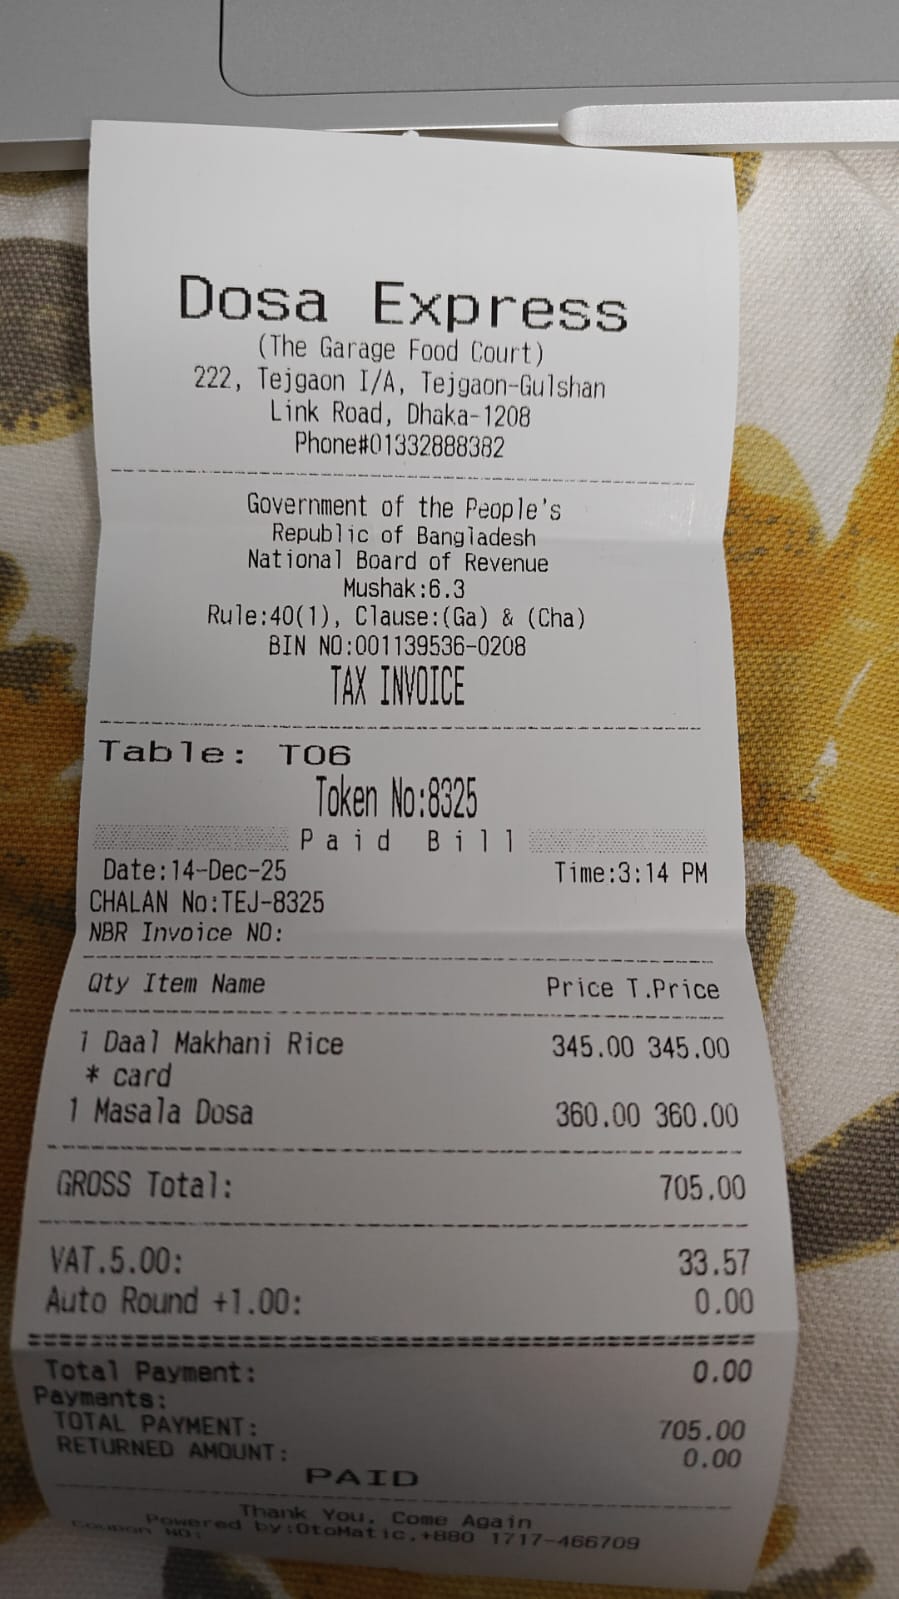 Dosa Express
(The Garage Food Court)
222, Tejgaon I/A, Tejgaon-Gulshan
Link Road, Dhaka-1208
Phone#01332888382
Government of the People's
Republic of Bangladesh
National Board of Revenue
Mushak:6.3
Rule:40(1), Clause:(Ga) & (Cha)
BIN NO:001139536-0208
TAX INVOICE
Table: T06
Token No:8325
Paid Bill
Date:14-Dec-25 Time:3:14 PM
CHALAN No:TEJ-8325
NBR Invoice NO:
Qty Item Name Price T.Price
1 Daal Makhani Rice 345.00 345.00
* card
1 Masala Dosa 360.00 360.00
GROSS Total: 705.00
VAT.5.00: 33.57
Auto Round +1.00: 0.00
Total Payment: 0.00
Payments:
TOTAL PAYMENT: 705.00
RETURNED AMOUNT: 0.00
PAID
Thank You, Come Again
Powered by:OtoMatic,+880 1717-466709
Coupon NO: